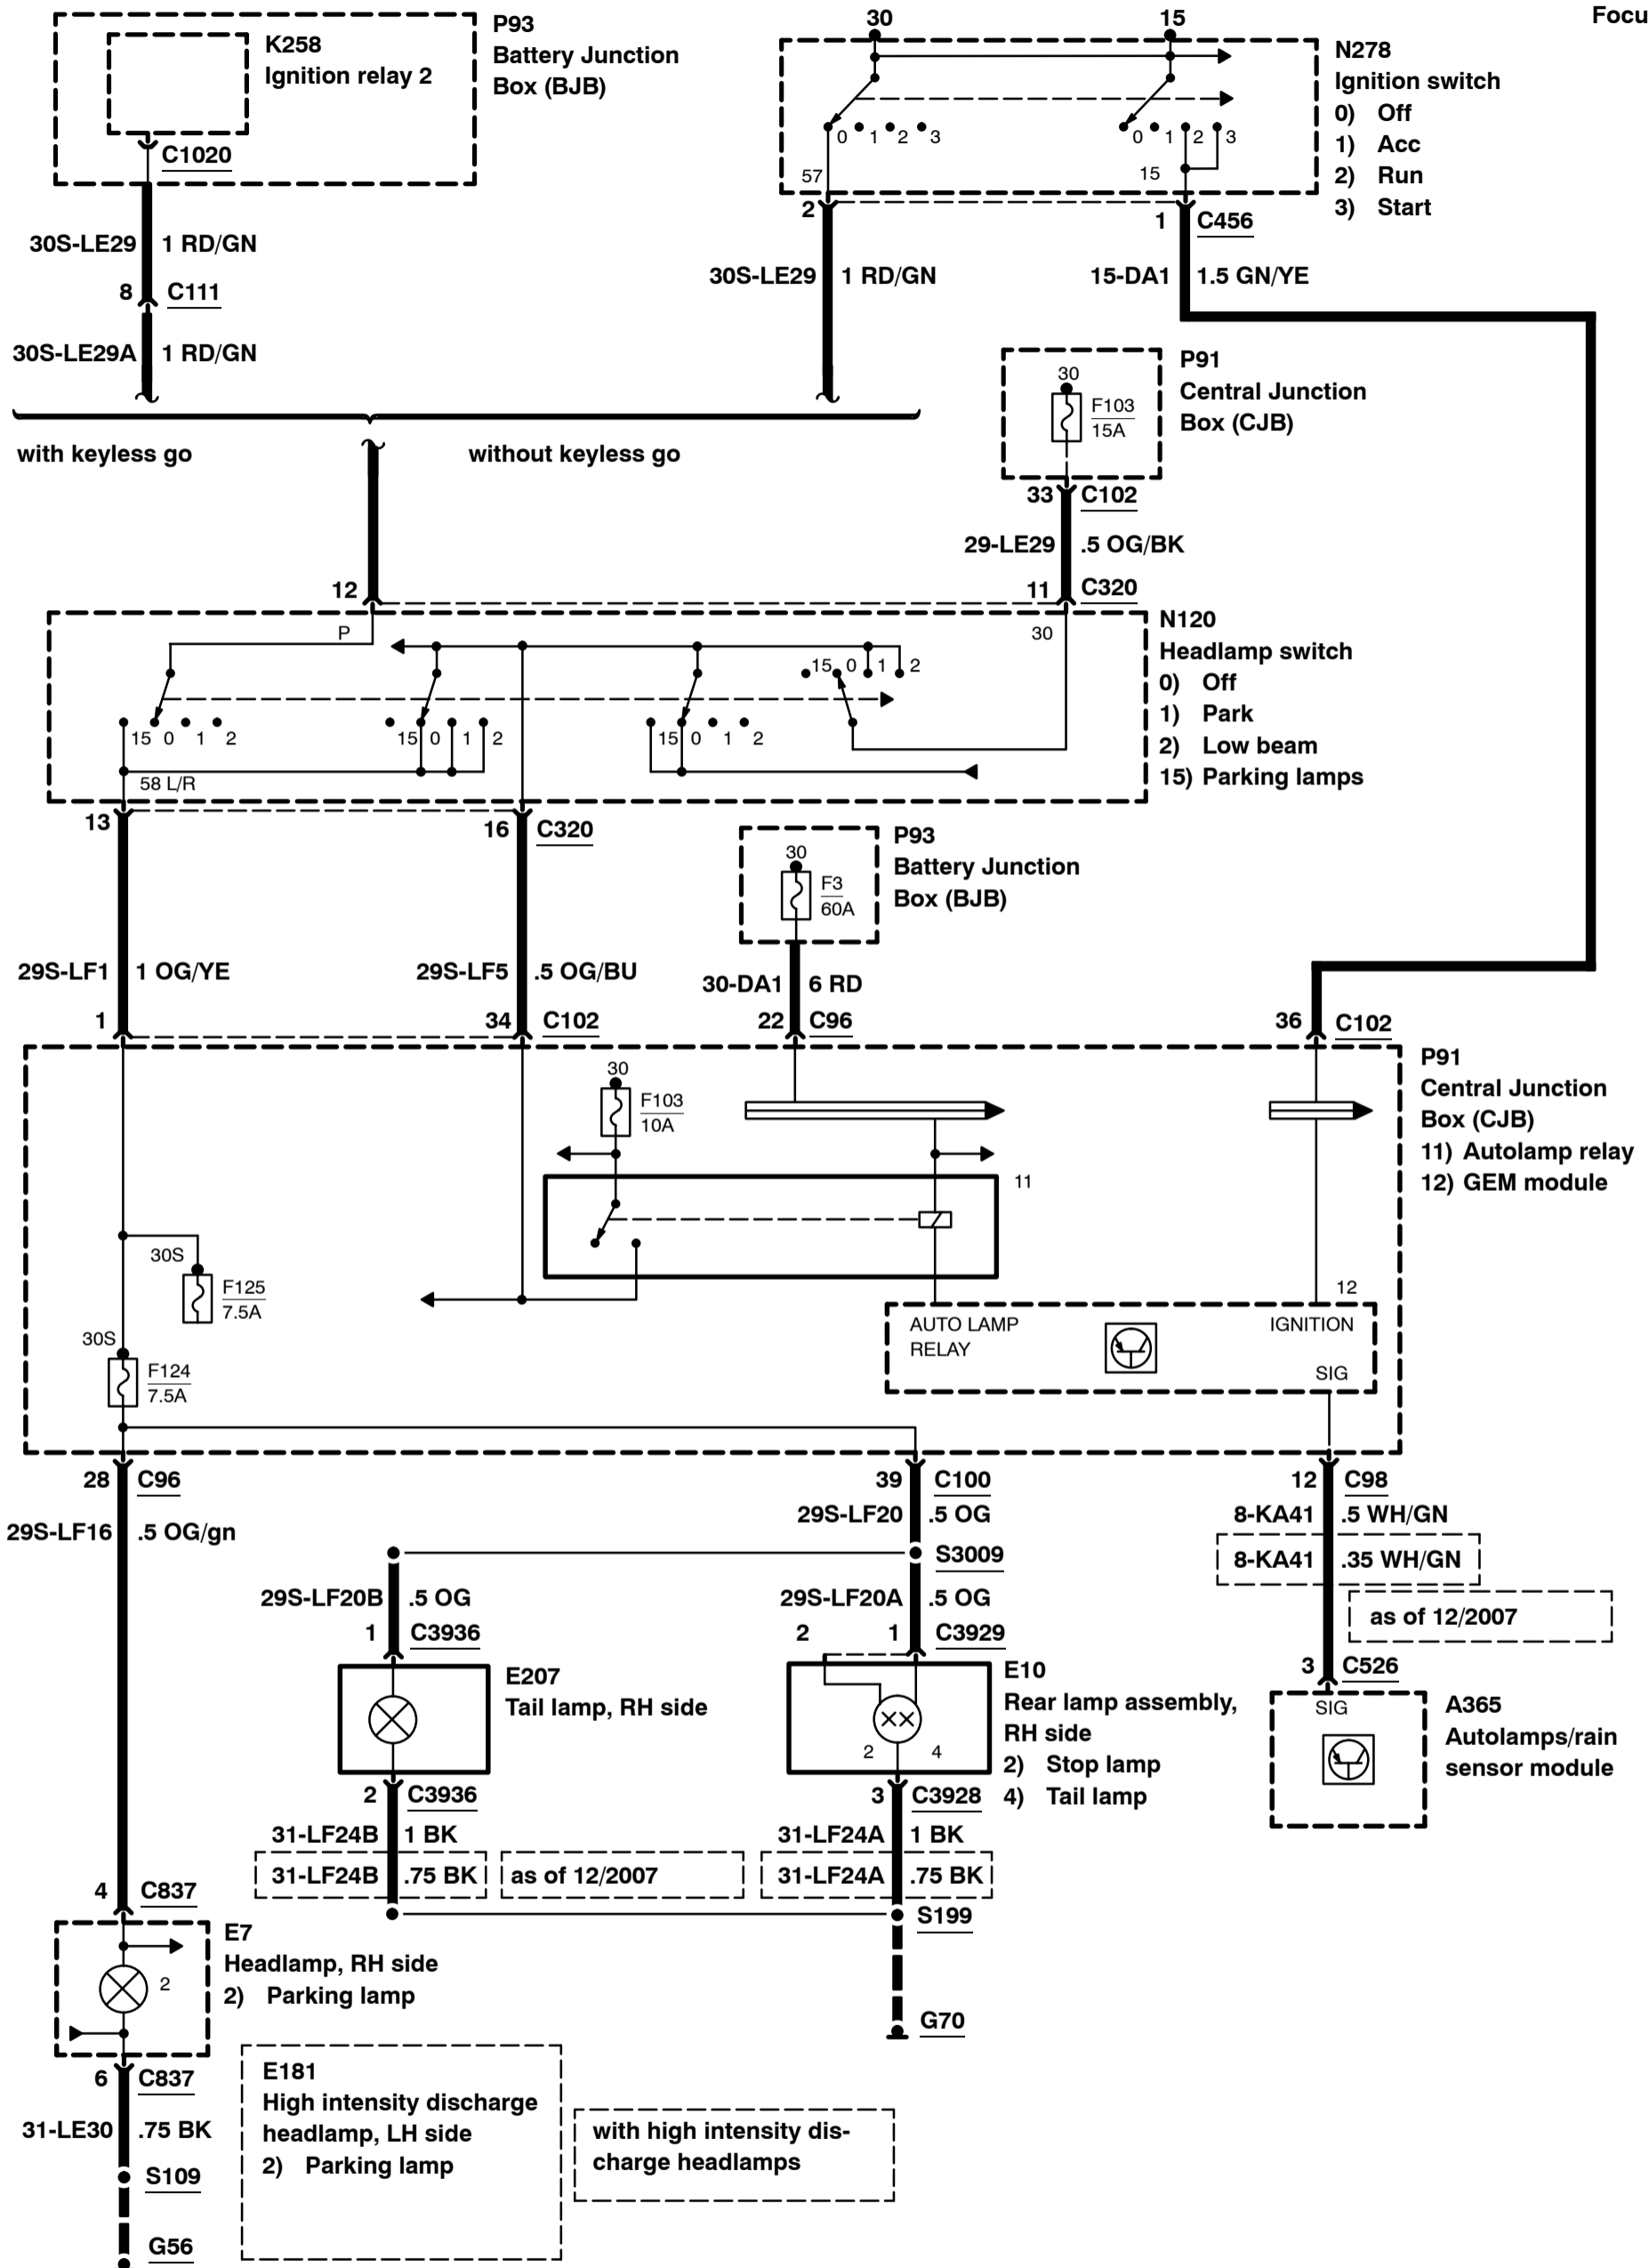 Focu
K258
Ignition relay 2
C1020
P93
Battery Junction
Box (BJB)
30 15
N278
Ignition switch
0) Off
1) Acc
2) Run
3) Start
0 1 2 3
0 1 2 3
57
15
2
1 C456
30S-LE29 1 RD/GN
8 C111
30S-LE29A 1 RD/GN
30S-LE29 1 RD/GN
15-DA1 1.5 GN/YE
with keyless go
without keyless go
30
F103
15A
P91
Central Junction
Box (CJB)
33 C102
29-LE29 .5 OG/BK
12
11 C320
P
30
15 0 1 2
15 0 1 2
15 0 1 2
15 0 1 2
58 L/R
N120
Headlamp switch
0) Off
1) Park
2) Low beam
15) Parking lamps
13
16 C320
30
F3
60A
P93
Battery Junction
Box (BJB)
29S-LF1 1 OG/YE
29S-LF5 .5 OG/BU
30-DA1 6 RD
1
34 C102
22 C96
36 C102
P91
Central Junction
Box (CJB)
11) Autolamp relay
12) GEM module
30
F103
10A
11
30S
F125
7.5A
30S
F124
7.5A
12
AUTO LAMP
RELAY
IGNITION
SIG
28 C96
39 C100
12 C98
29S-LF16 .5 OG/gn
29S-LF20 .5 OG
8-KA41 .5 WH/GN
8-KA41 .35 WH/GN
as of 12/2007
S3009
29S-LF20B .5 OG
29S-LF20A .5 OG
1 C3936
2 1 C3929
3 C526
E207
Tail lamp, RH side
2 4
E10
Rear lamp assembly,
RH side
2) Stop lamp
4) Tail lamp
SIG
A365
Autolamps/rain
sensor module
2 C3936
3 C3928
31-LF24B 1 BK
31-LF24B .75 BK
as of 12/2007
31-LF24A 1 BK
31-LF24A .75 BK
S199
G70
4 C837
2
E7
Headlamp, RH side
2) Parking lamp
6 C837
31-LE30 .75 BK
S109
G56
E181
High intensity discharge
headlamp, LH side
2) Parking lamp
with high intensity dis-
charge headlamps